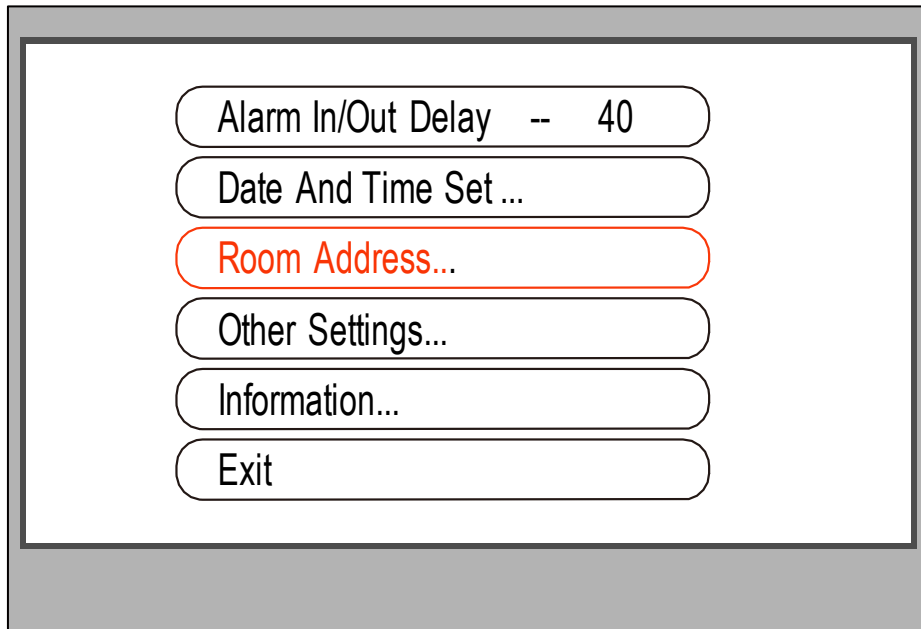 Alarm In/Out Delay -- 40
Date And Time Set ...
Room Address...
Other Settings...
Information...
Exit